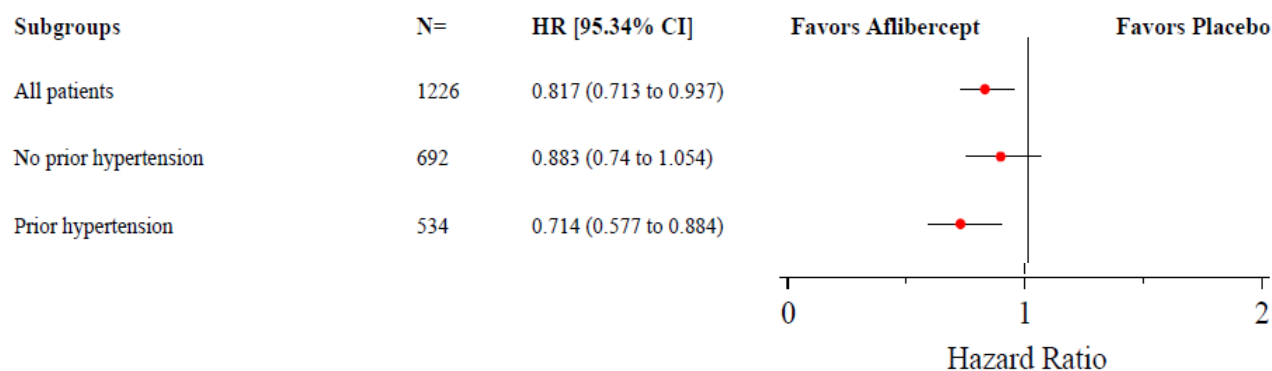 Subgroups N= HR [95.34% CI] Favors Aflibercept Favors Placebo
All patients 1226 0.817 (0.713 to 0.937)
No prior hypertension 692 0.883 (0.74 to 1.054)
Prior hypertension 534 0.714 (0.577 to 0.884)
0 1 2
Hazard Ratio